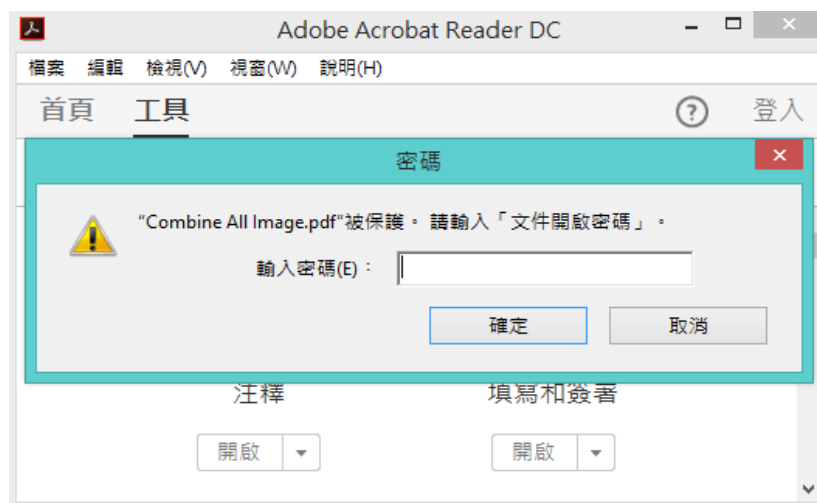 Adobe Acrobat Reader DC
檔案 編輯 檢視(V) 視窗(W) 說明(H)
首頁 工具 ? 登入
密碼
"Combine All Image.pdf"被保護。 請輸入「文件開啟密碼」。
輸入密碼(E)：
確定 取消
注釋 填寫和簽署
開啟 開啟